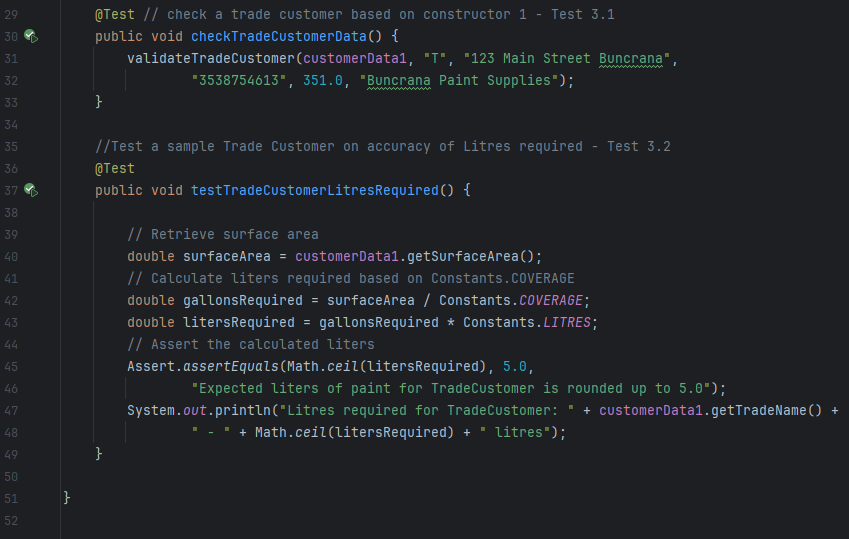 29 @Test // check a trade customer based on constructor 1 - Test 3.1
30 public void checkTradeCustomerData() {
31 validateTradeCustomer(customerData1, "T", "123 Main Street Buncrana",
32 "3538754613", 351.0, "Buncrana Paint Supplies");
33 }
34
35 //Test a sample Trade Customer on accuracy of Litres required - Test 3.2
36 @Test
37 public void testTradeCustomerLitresRequired() {
38
39 // Retrieve surface area
40 double surfaceArea = customerData1.getSurfaceArea();
41 // Calculate liters required based on Constants.COVERAGE
42 double gallonsRequired = surfaceArea / Constants.COVERAGE;
43 double litersRequired = gallonsRequired * Constants.LITRES;
44 // Assert the calculated liters
45 Assert.assertEquals(Math.ceil(litersRequired), 5.0,
46 "Expected liters of paint for TradeCustomer is rounded up to 5.0");
47 System.out.println("Litres required for TradeCustomer: " + customerData1.getTradeName() +
48 " - " + Math.ceil(litersRequired) + " litres");
49 }
50
51 }
52